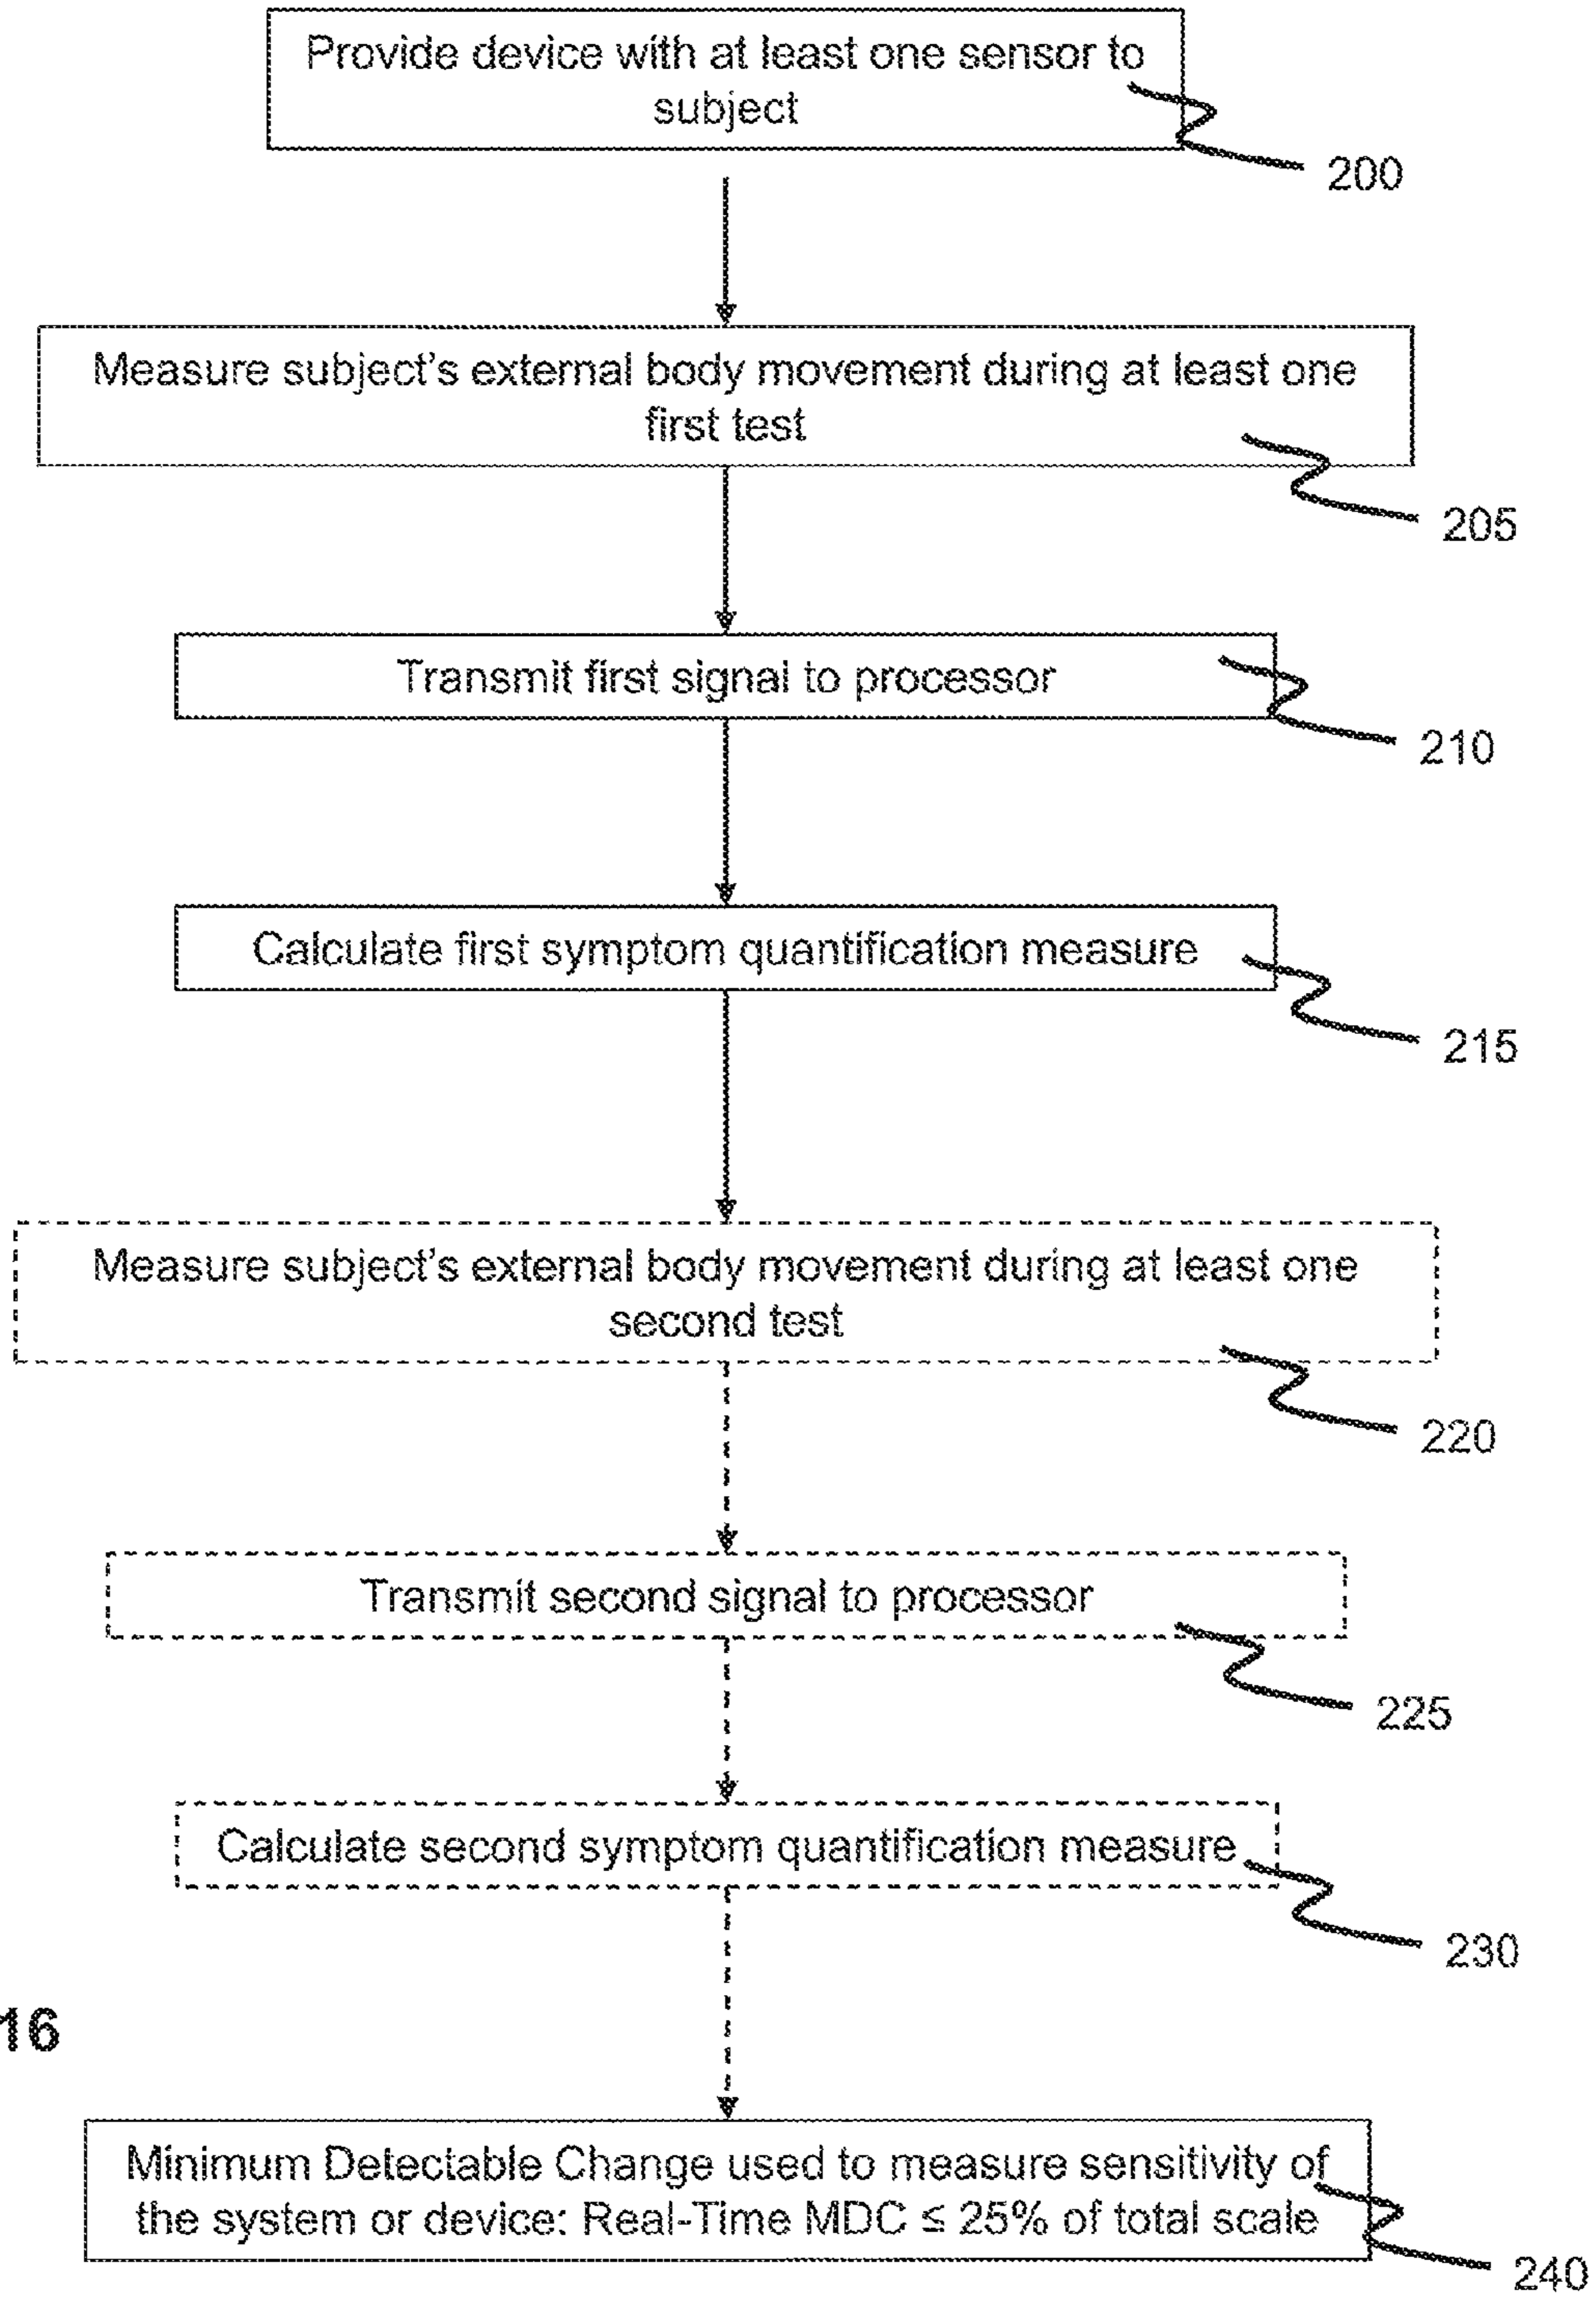 Provide device with at least one sensor to
subject
200
Measure subject's external body movement during at least one
first test
205
Transmit first signal to processor
210
Calculate first symptom quantification measure
215
Measure subject's external body movement during at least one
second test
220
Transmit second signal to processor
225
Calculate second symptom quantification measure
230
16
Minimum Detectable Change used to measure sensitivity of
the system or device: Real-Time MDC ≤ 25% of total scale
240